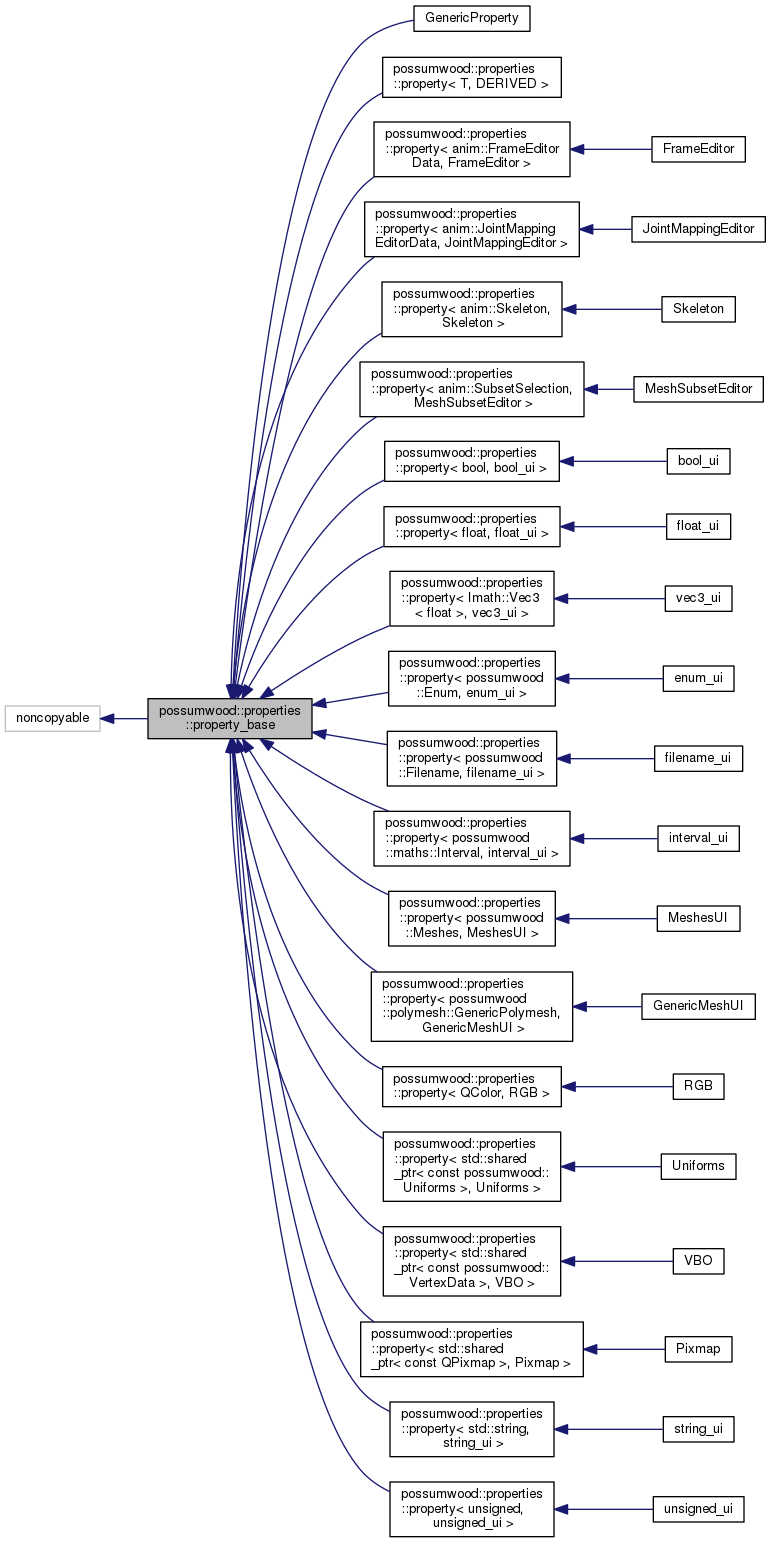 GenericProperty
possumwood::properties
::property< T, DERIVED >
possumwood::properties
::property< anim::FrameEditor
Data, FrameEditor >
FrameEditor
possumwood::properties
::property< anim::JointMapping
EditorData, JointMappingEditor >
JointMappingEditor
possumwood::properties
::property< anim::Skeleton,
Skeleton >
Skeleton
possumwood::properties
::property< anim::SubsetSelection,
MeshSubsetEditor >
MeshSubsetEditor
possumwood::properties
::property< bool, bool_ui >
bool_ui
possumwood::properties
::property< float, float_ui >
float_ui
possumwood::properties
::property< Imath::Vec3
< float >, vec3_ui >
vec3_ui
possumwood::properties
::property< possumwood
::Enum, enum_ui >
enum_ui
noncopyable
possumwood::properties
::property_base
possumwood::properties
::property< possumwood
::Filename, filename_ui >
filename_ui
possumwood::properties
::property< possumwood
::maths::Interval, interval_ui >
interval_ui
possumwood::properties
::property< possumwood
::Meshes, MeshesUI >
MeshesUI
possumwood::properties
::property< possumwood
::polymesh::GenericPolymesh,
GenericMeshUI >
GenericMeshUI
possumwood::properties
::property< QColor, RGB >
RGB
possumwood::properties
::property< std::shared
_ptr< const possumwood::
Uniforms >, Uniforms >
Uniforms
possumwood::properties
::property< std::shared
_ptr< const possumwood::
VertexData >, VBO >
VBO
possumwood::properties
::property< std::shared
_ptr< const QPixmap >, Pixmap >
Pixmap
possumwood::properties
::property< std::string,
string_ui >
string_ui
possumwood::properties
::property< unsigned,
unsigned_ui >
unsigned_ui